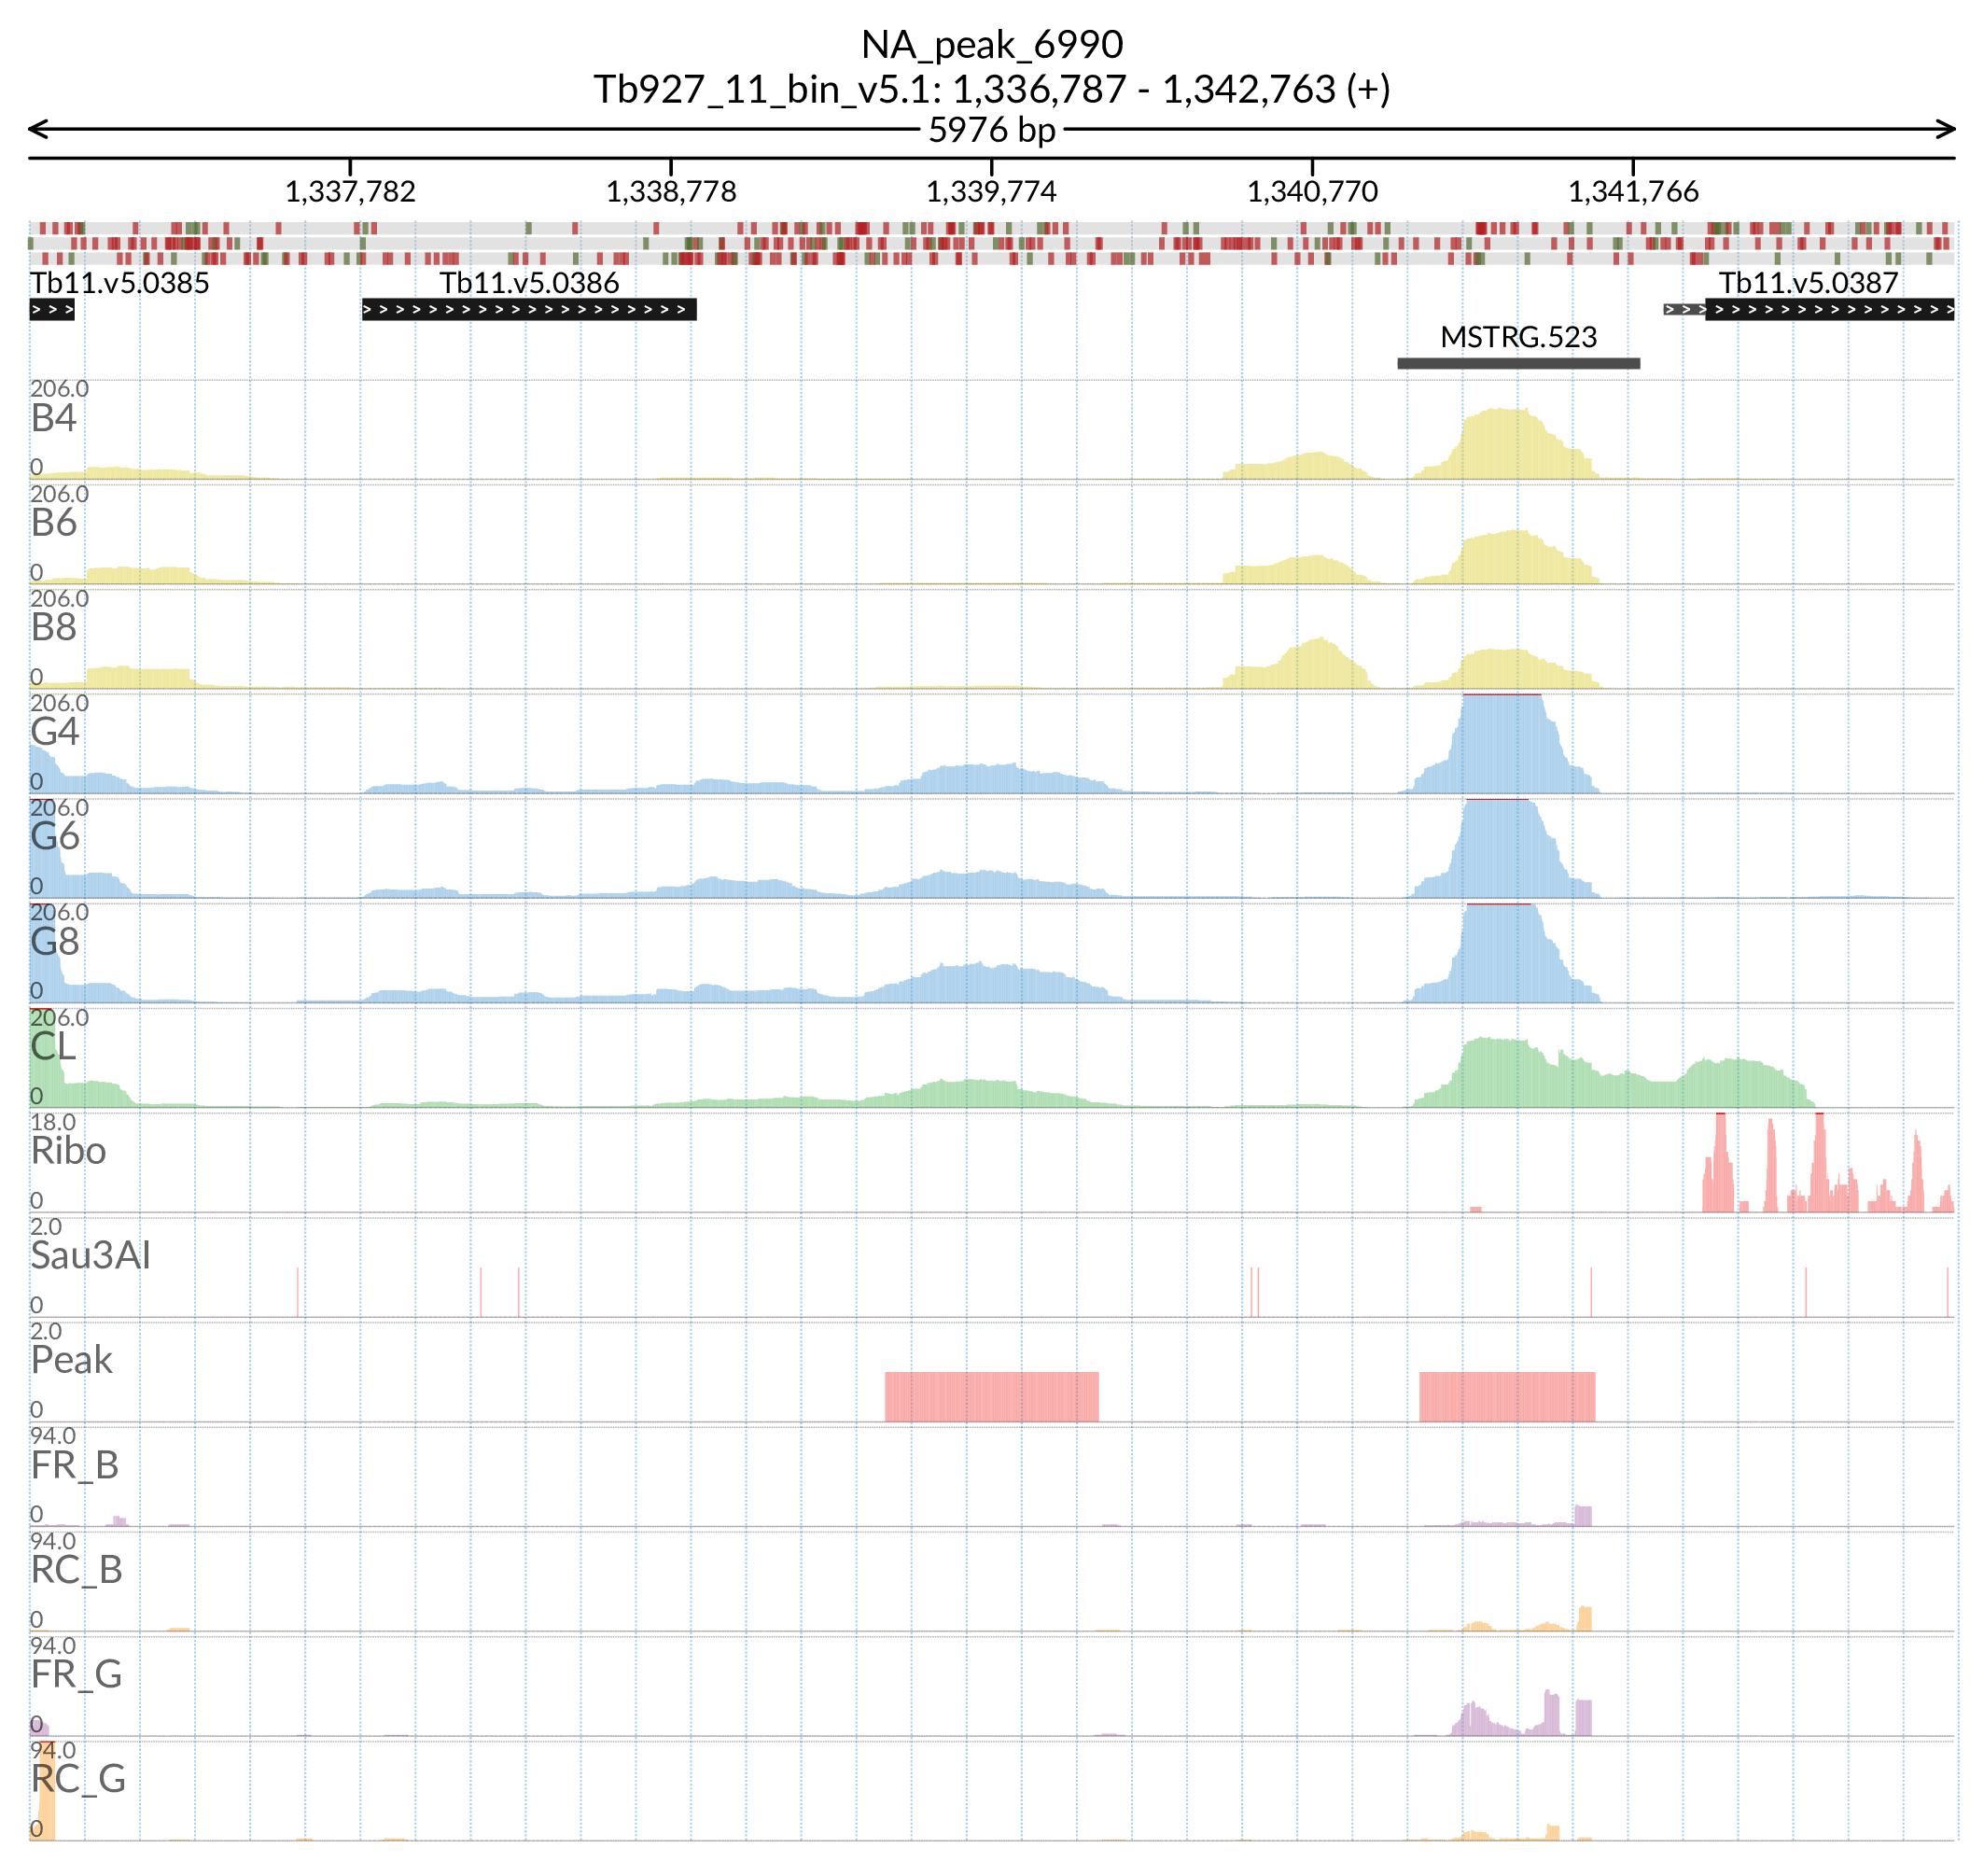 NA_peak_6990
Tb927_11_bin_v5.1: 1,336,787 - 1,342,763 (+)
5976 bp
1,337,782 1,338,778 1,339,774 1,340,770 1,341,766
Tb11.v5.0385 Tb11.v5.0386 Tb11.v5.0387
MSTRG.523
206.0
B4
0
206.0
B6
0
206.0
B8
0
206.0
G4
0
206.0
G6
0
206.0
G8
0
206.0
CL
0
18.0
Ribo
0
2.0
Sau3AI
0
2.0
Peak
0
94.0
FR_B
0
94.0
RC_B
0
94.0
FR_G
0
94.0
RC_G
0